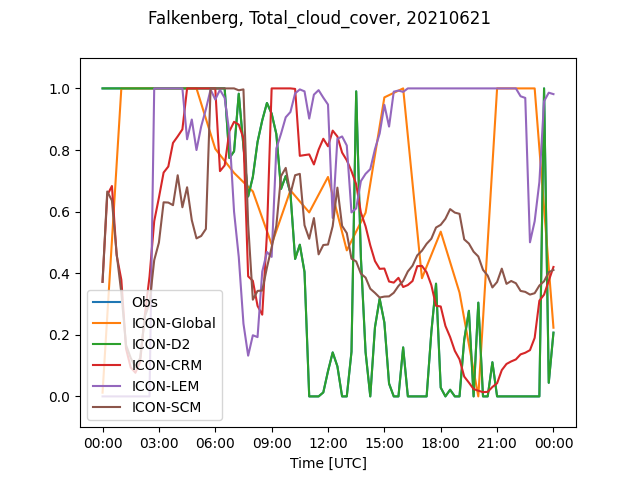 Falkenberg, Total_cloud_cover, 20210621
1.0
0.8
0.6
0.4
0.2
0.0
Obs
ICON-Global
ICON-D2
ICON-CRM
ICON-LEM
ICON-SCM
00:00 03:00 06:00 09:00 12:00 15:00 18:00 21:00 00:00
Time [UTC]